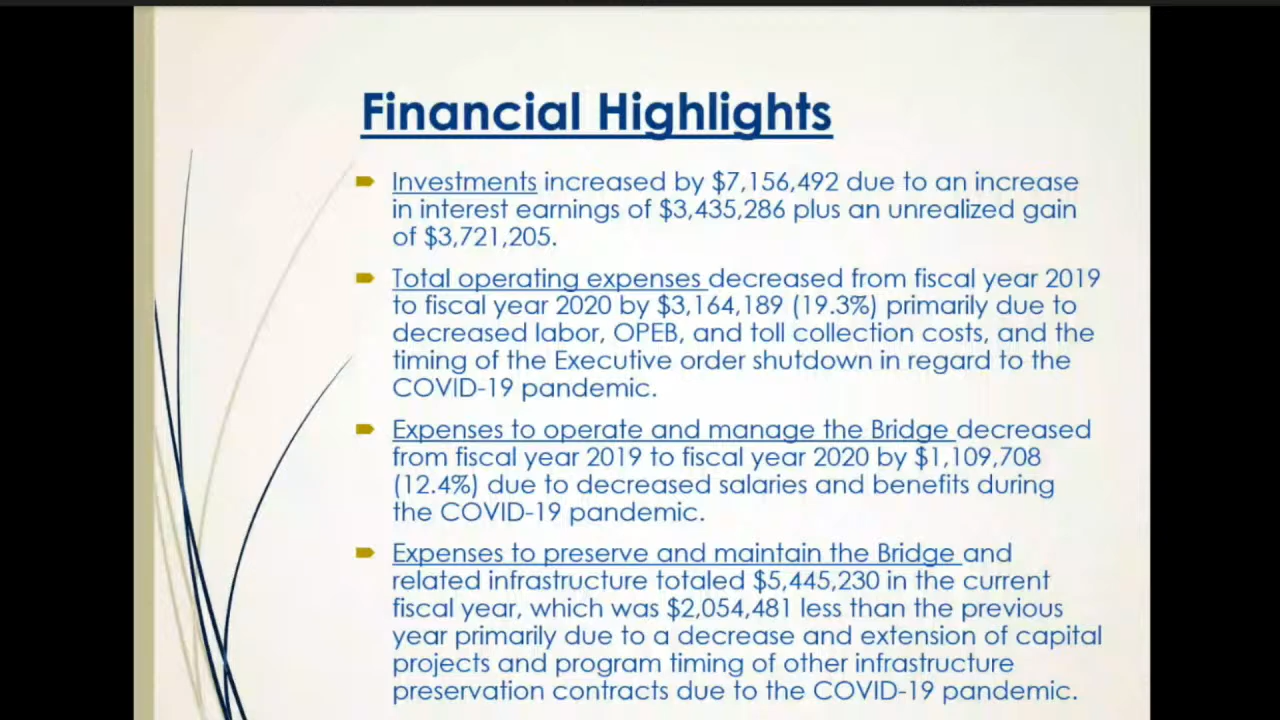 Financial Highlights
Investments increased by $7,156,492 due to an increase
in interest earnings of $3,435,286 plus an unrealized gain
of $3,721,205.
Total operating expenses decreased from fiscal year 2019
to fiscal year 2020 by $3,164,189 (19.3%) primarily due to
decreased labor, OPEB, and toll collection costs, and the
timing of the Executive order shutdown in regard to the
COVID-19 pandemic.
Expenses to operate and manage the Bridge decreased
from fiscal year 2019 to fiscal year 2020 by $1,109,708
(12.4%) due to decreased salaries and benefits during
the COVID-19 pandemic.
Expenses to preserve and maintain the Bridge and
related infrastructure totaled $5,445,230 in the current
fiscal year, which was $2,054,481 less than the previous
year primarily due to a decrease and extension of capital
projects and program timing of other infrastructure
preservation contracts due to the COVID-19 pandemic.